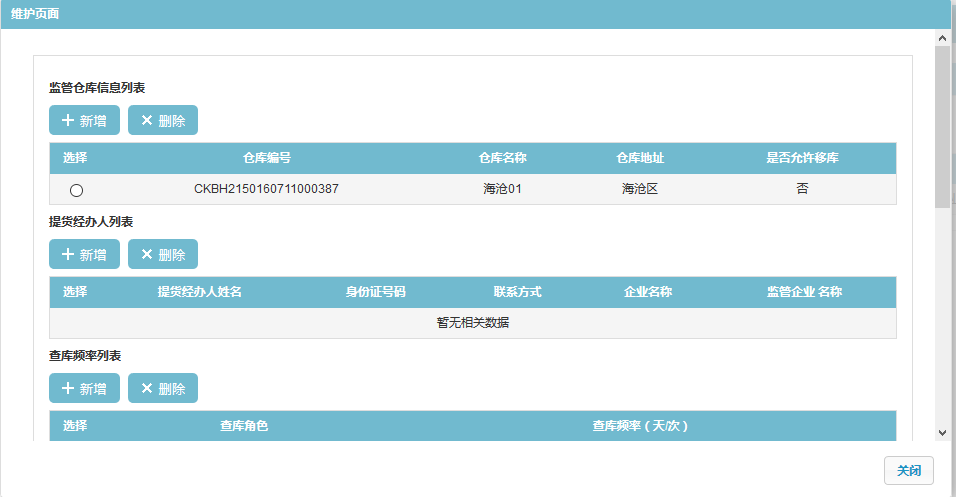 维护页面
监管仓库信息列表
新增 删除
选择 仓库编号 仓库名称 仓库地址 是否允许移库
CKBH2150160711000387 海沧01 海沧区 否
提货经办人列表
新增 删除
选择 提货经办人姓名 身份证号码 联系方式 企业名称 监管企业 名称
暂无相关数据
查库频率列表
新增 删除
选择 查库角色 查库频率（天/次）
关闭